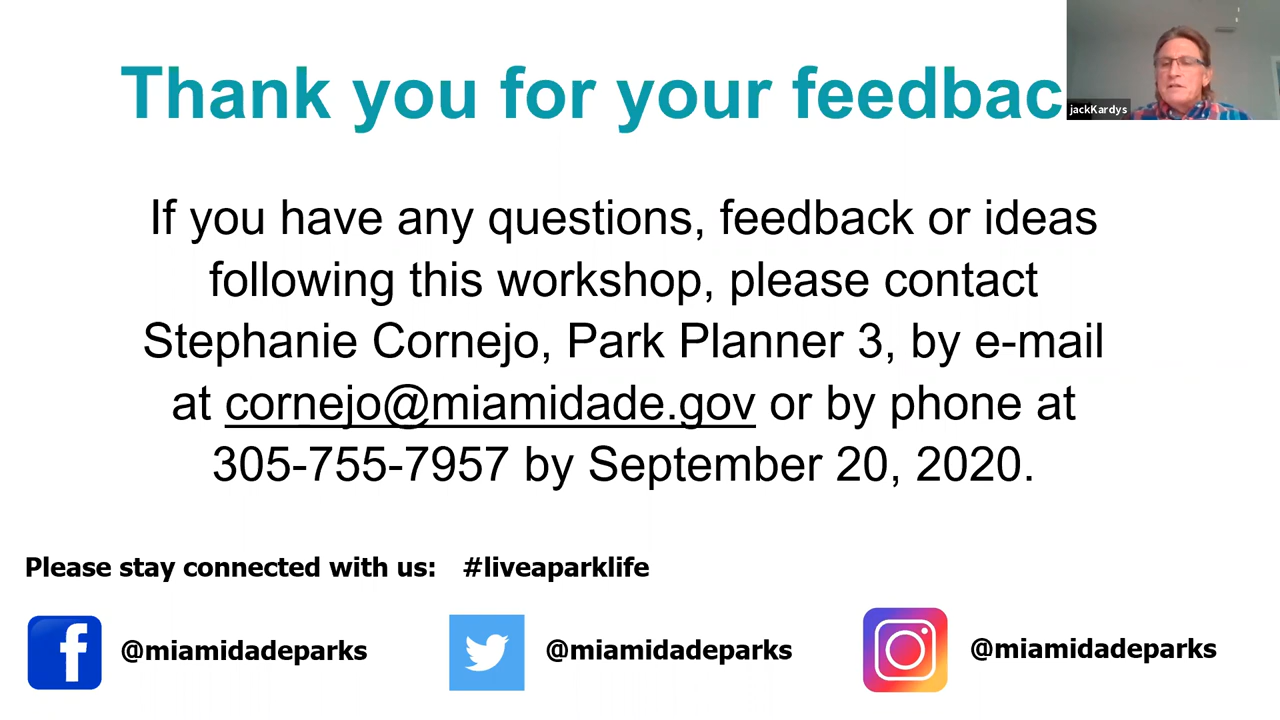 Thank you for your feedbac
jackKardys
If you have any questions, feedback or ideas
following this workshop, please contact
Stephanie Cornejo, Park Planner 3, by e-mail
at cornejo@miamidade.gov or by phone at
305-755-7957 by September 20, 2020.
Please stay connected with us: #liveaparklife
@miamidadeparks @miamidadeparks @miamidadeparks